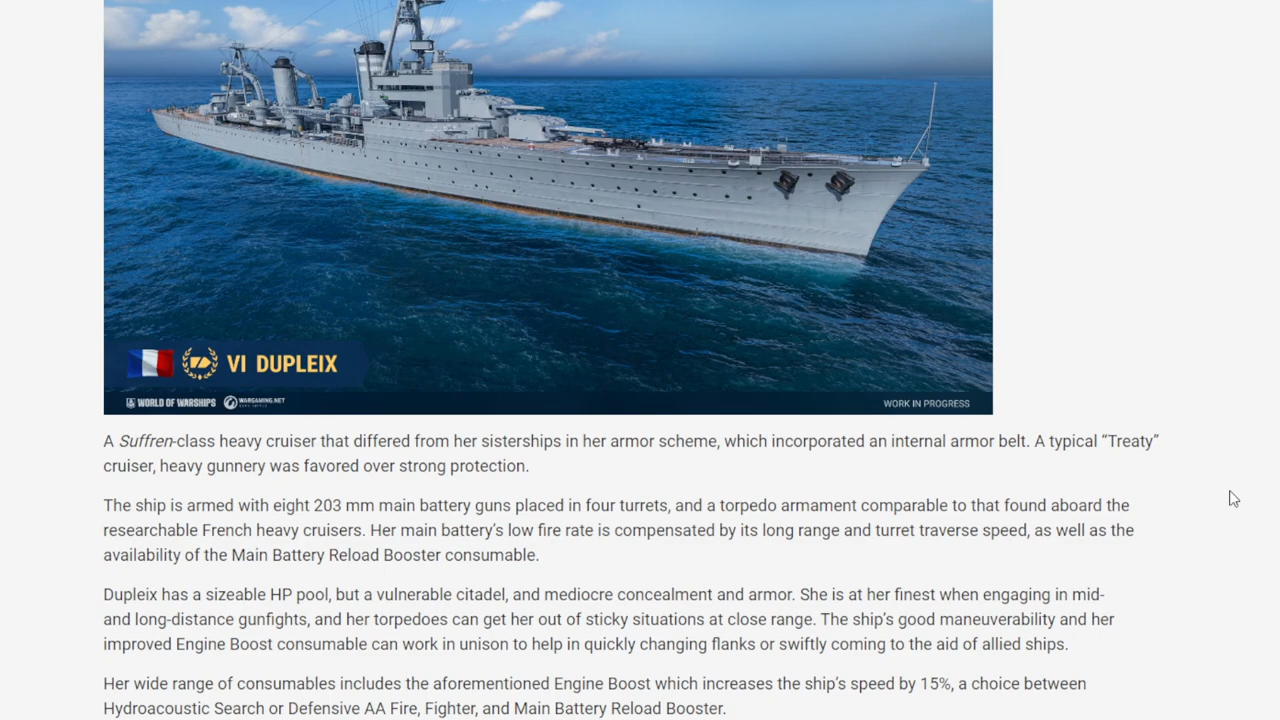 VI DUPLEIX
WORLD OF WARSHIPS WARGAMING.NET
WORK IN PROGRESS
A Suffren-class heavy cruiser that differed from her sisterships in her armor scheme, which incorporated an internal armor belt. A typical “Treaty”
cruiser, heavy gunnery was favored over strong protection.
The ship is armed with eight 203 mm main battery guns placed in four turrets, and a torpedo armament comparable to that found aboard the
researchable French heavy cruisers. Her main battery’s low fire rate is compensated by its long range and turret traverse speed, as well as the
availability of the Main Battery Reload Booster consumable.
Dupleix has a sizeable HP pool, but a vulnerable citadel, and mediocre concealment and armor. She is at her finest when engaging in mid-
and long-distance gunfights, and her torpedoes can get her out of sticky situations at close range. The ship’s good maneuverability and her
improved Engine Boost consumable can work in unison to help in quickly changing flanks or swiftly coming to the aid of allied ships.
Her wide range of consumables includes the aforementioned Engine Boost which increases the ship’s speed by 15%, a choice between
Hydroacoustic Search or Defensive AA Fire, Fighter, and Main Battery Reload Booster.